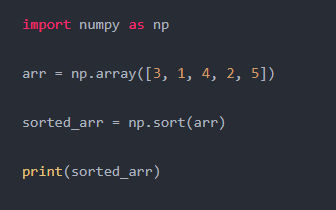 import numpy as np
arr = np.array([3, 1, 4, 2, 5])
sorted_arr = np.sort(arr)
print(sorted_arr)